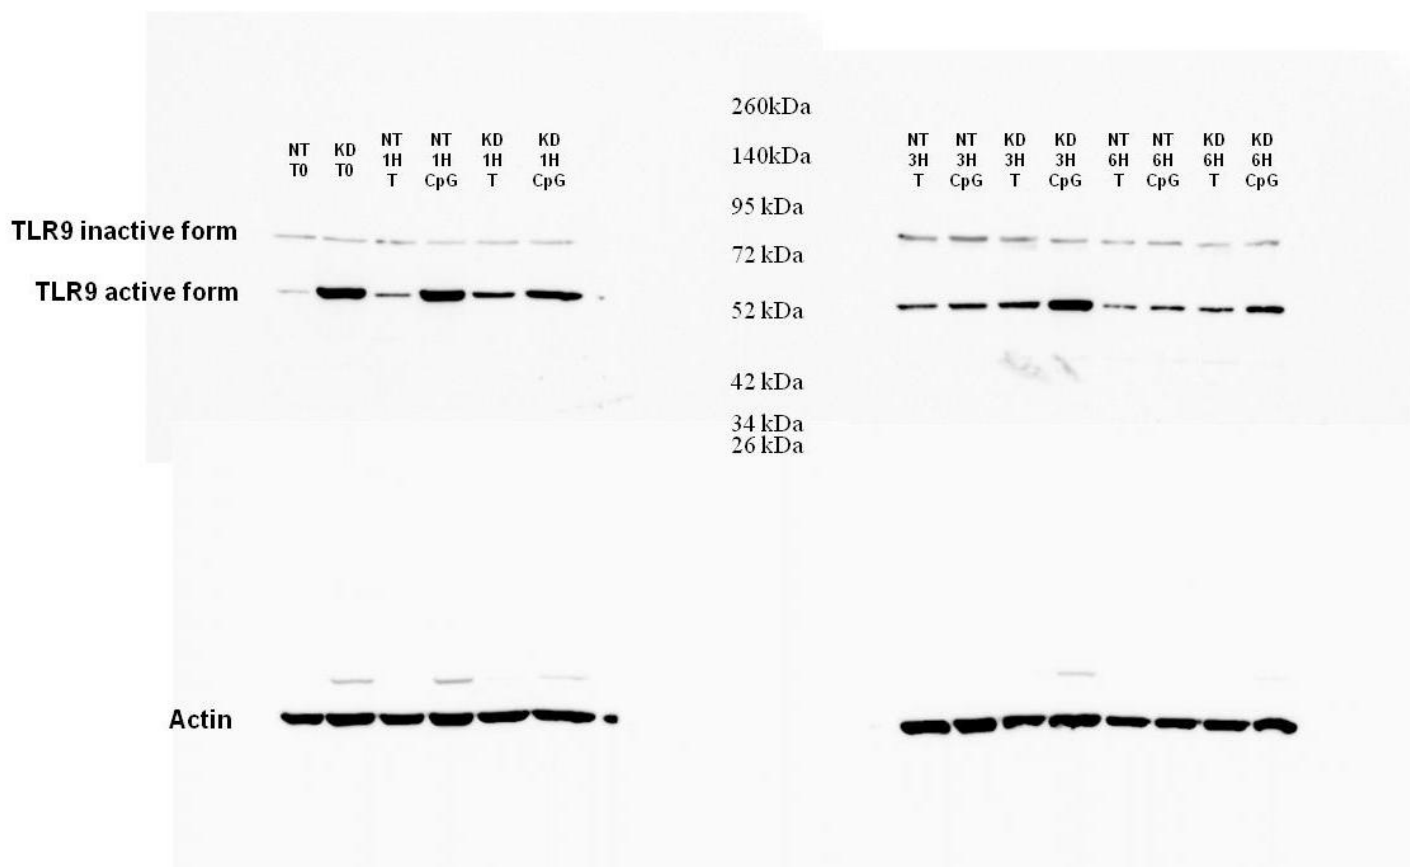 260kDa
140kDa
95 kDa
72 kDa
52 kDa
42 kDa
34 kDa
26 kDa
NT
T0
KD
T0
NT
1H
T
NT
1H
CpG
KD
1H
T
KD
1H
CpG
NT
3H
T
NT
3H
CpG
KD
3H
T
KD
3H
CpG
NT
6H
T
NT
6H
CpG
KD
6H
T
KD
6H
CpG
TLR9 inactive form
TLR9 active form
Actin